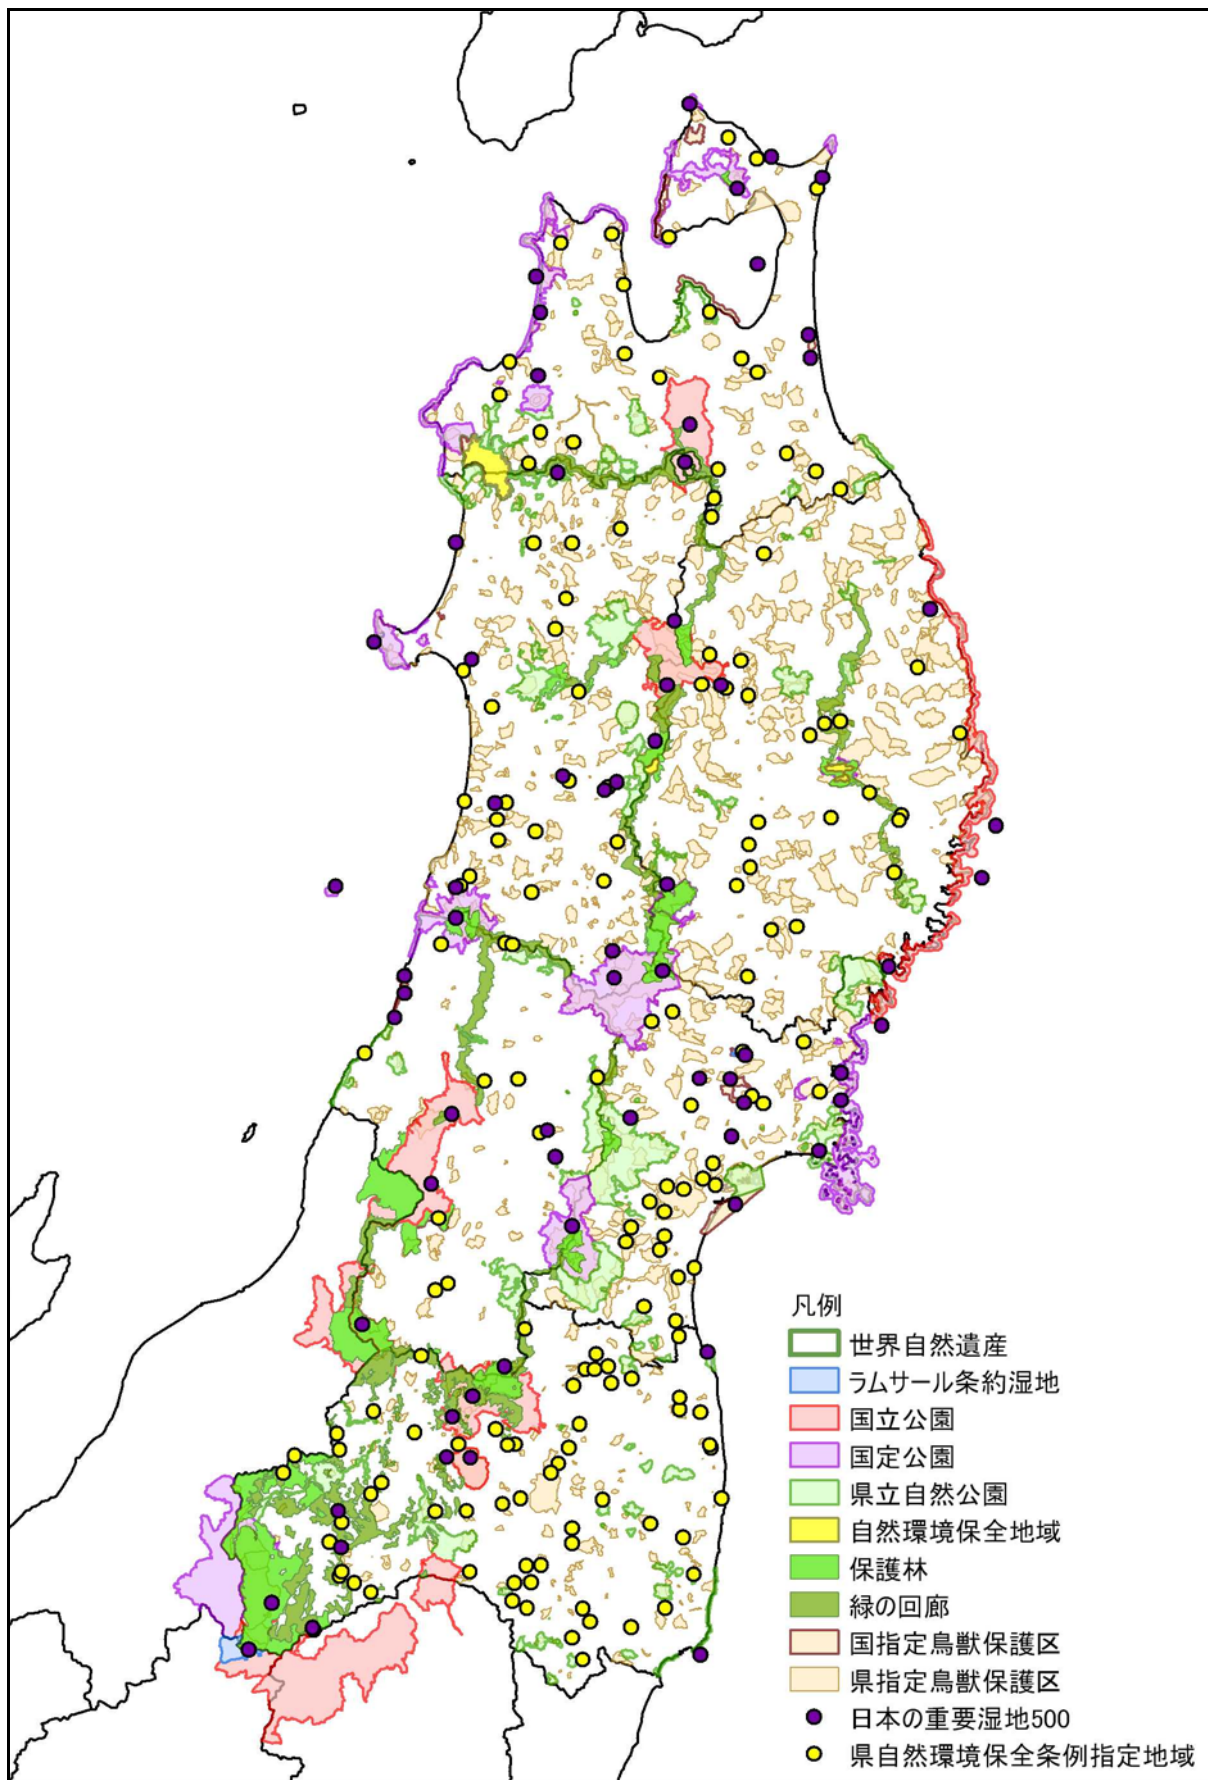 凡例
世界自然遺産
ラムサール条約湿地
国立公園
国定公園
県立自然公園
自然環境保全地域
保護林
緑の回廊
国指定鳥獣保護区
県指定鳥獣保護区
日本の重要湿地500
県自然環境保全条例指定地域